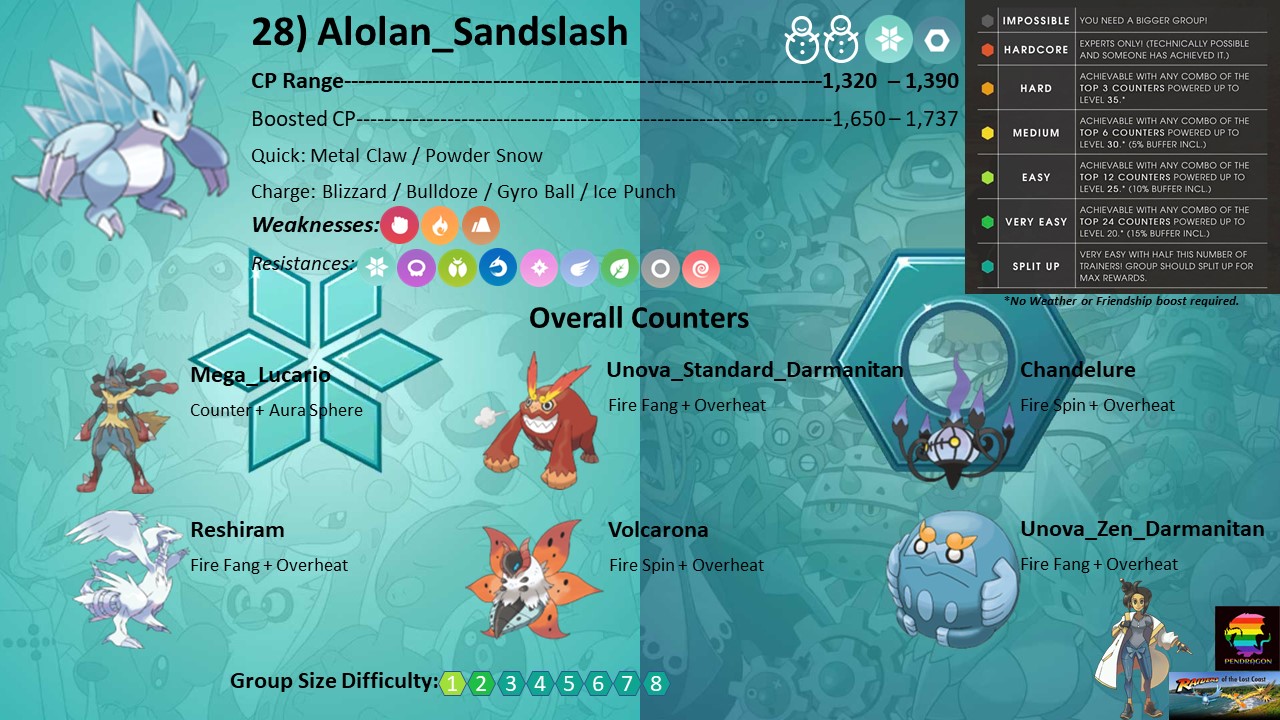 28) Alolan_Sandslash
CP Range--------------------------------------------------------------------1,320 – 1,390
Boosted CP--------------------------------------------------------------------1,650 – 1,737
Quick: Metal Claw / Powder Snow
Charge: Blizzard / Bulldoze / Gyro Ball / Ice Punch
Weaknesses:
Resistances:
IMPOSSIBLE YOU NEED A BIGGER GROUP!
HARDCORE EXPERTS ONLY! (TECHNICALLY POSSIBLE
AND SOMEONE HAS ACHIEVED IT.)
HARD ACHIEVABLE WITH ANY COMBO OF THE
TOP 3 COUNTERS POWERED UP TO
LEVEL 35.*
MEDIUM ACHIEVABLE WITH ANY COMBO OF THE
TOP 6 COUNTERS POWERED UP TO
LEVEL 30.* (5% BUFFER INCL.)
EASY ACHIEVABLE WITH ANY COMBO OF THE
TOP 12 COUNTERS POWERED UP TO
LEVEL 25.* (10% BUFFER INCL.)
VERY EASY ACHIEVABLE WITH ANY COMBO OF THE
TOP 24 COUNTERS POWERED UP TO
LEVEL 20.* (15% BUFFER INCL.)
SPLIT UP VERY EASY WITH HALF THIS NUMBER OF
TRAINERS! GROUP SHOULD SPLIT UP FOR
MAX REWARDS.
*No Weather or Friendship boost required.
Overall Counters
Mega_Lucario
Counter + Aura Sphere
Unova_Standard_Darmanitan
Fire Fang + Overheat
Chandelure
Fire Spin + Overheat
Reshiram
Fire Fang + Overheat
Volcarona
Fire Spin + Overheat
Unova_Zen_Darmanitan
Fire Fang + Overheat
Group Size Difficulty: 1 2 3 4 5 6 7 8
PENDRAGON
RAIDERS of the Lost Coast